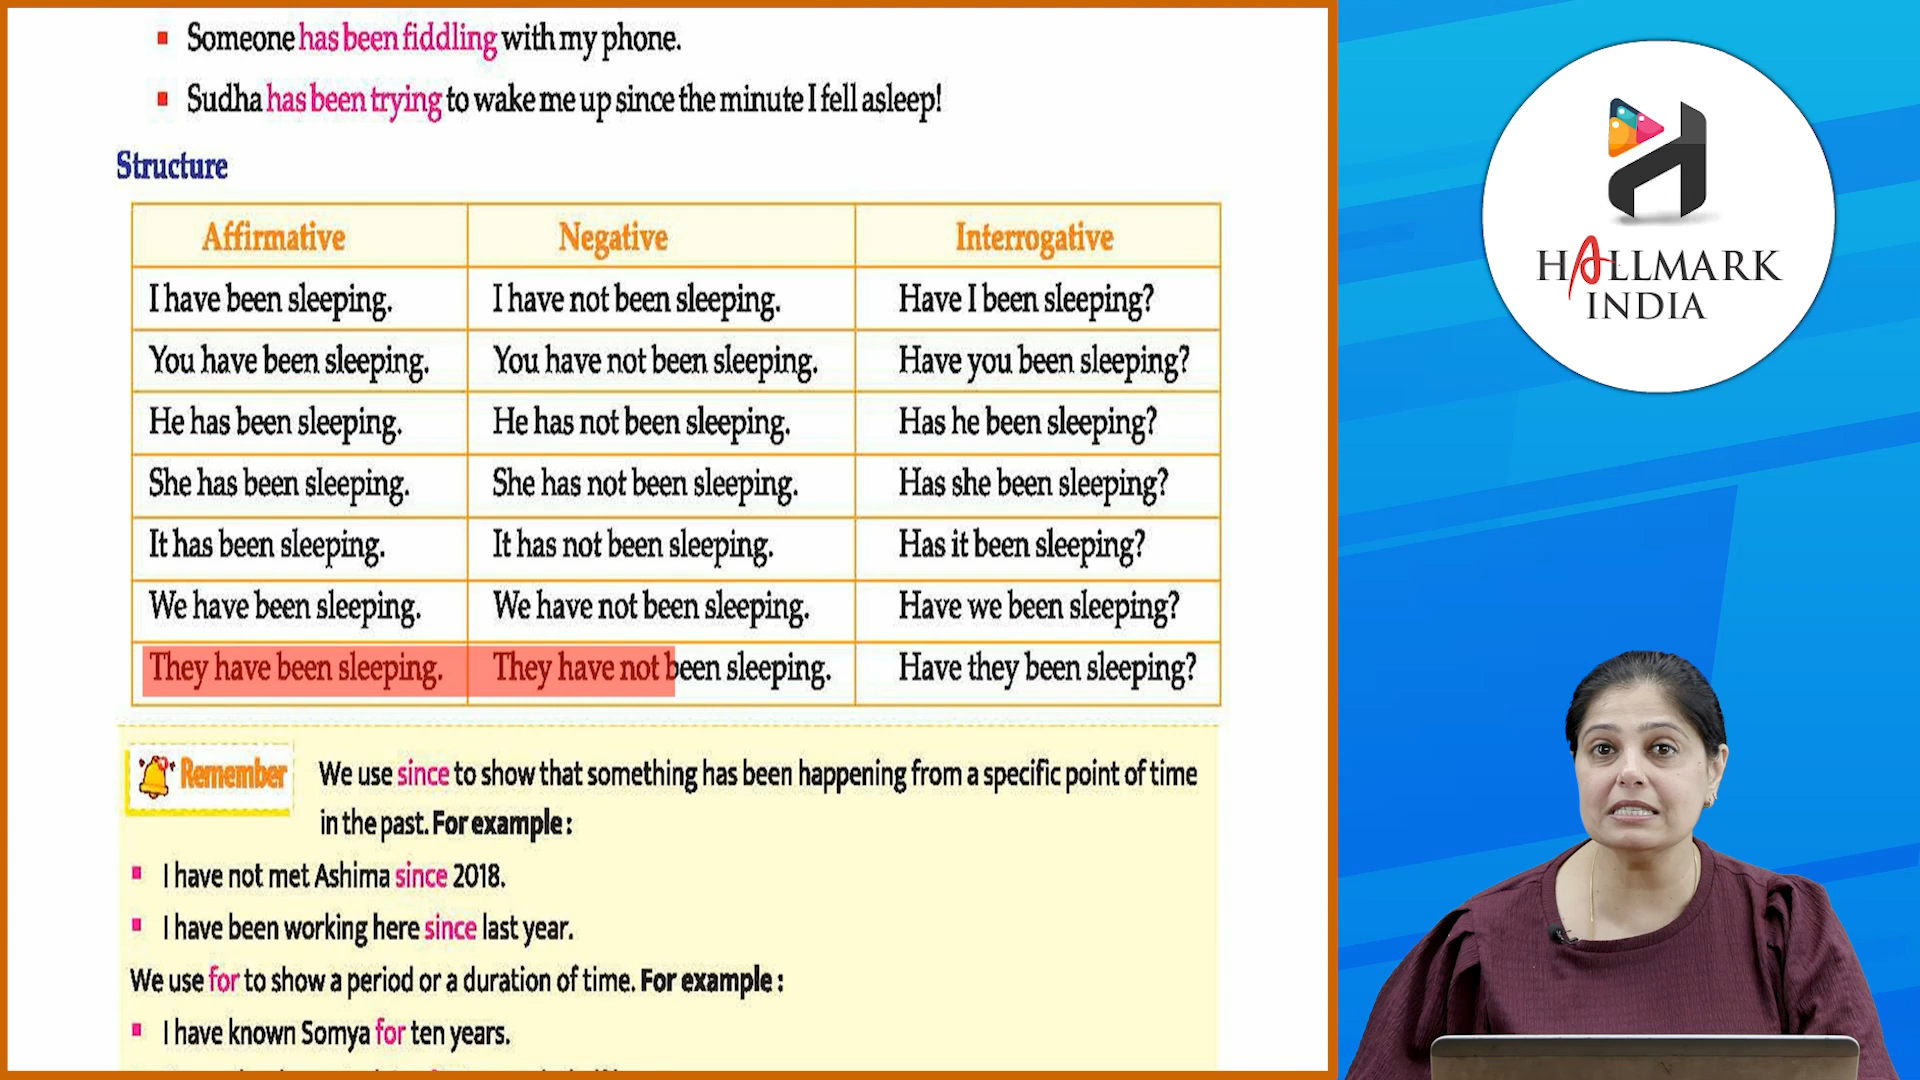 Someone has been fiddling with my phone.
Sudha has been trying to wake me up since the minute I fell asleep!
Structure
Affirmative Negative Interrogative
I have been sleeping. I have not been sleeping. Have I been sleeping?
You have been sleeping. You have not been sleeping. Have you been sleeping?
He has been sleeping. He has not been sleeping. Has he been sleeping?
She has been sleeping. She has not been sleeping. Has she been sleeping?
It has been sleeping. It has not been sleeping. Has it been sleeping?
We have been sleeping. We have not been sleeping. Have we been sleeping?
They have been sleeping. They have not been sleeping. Have they been sleeping?
Remember We use since to show that something has been happening from a specific point of time
in the past. For example :
I have not met Ashima since 2018.
I have been working here since last year.
We use for to show a period or a duration of time. For example :
I have known Somya for ten years.
HALLMARK
INDIA